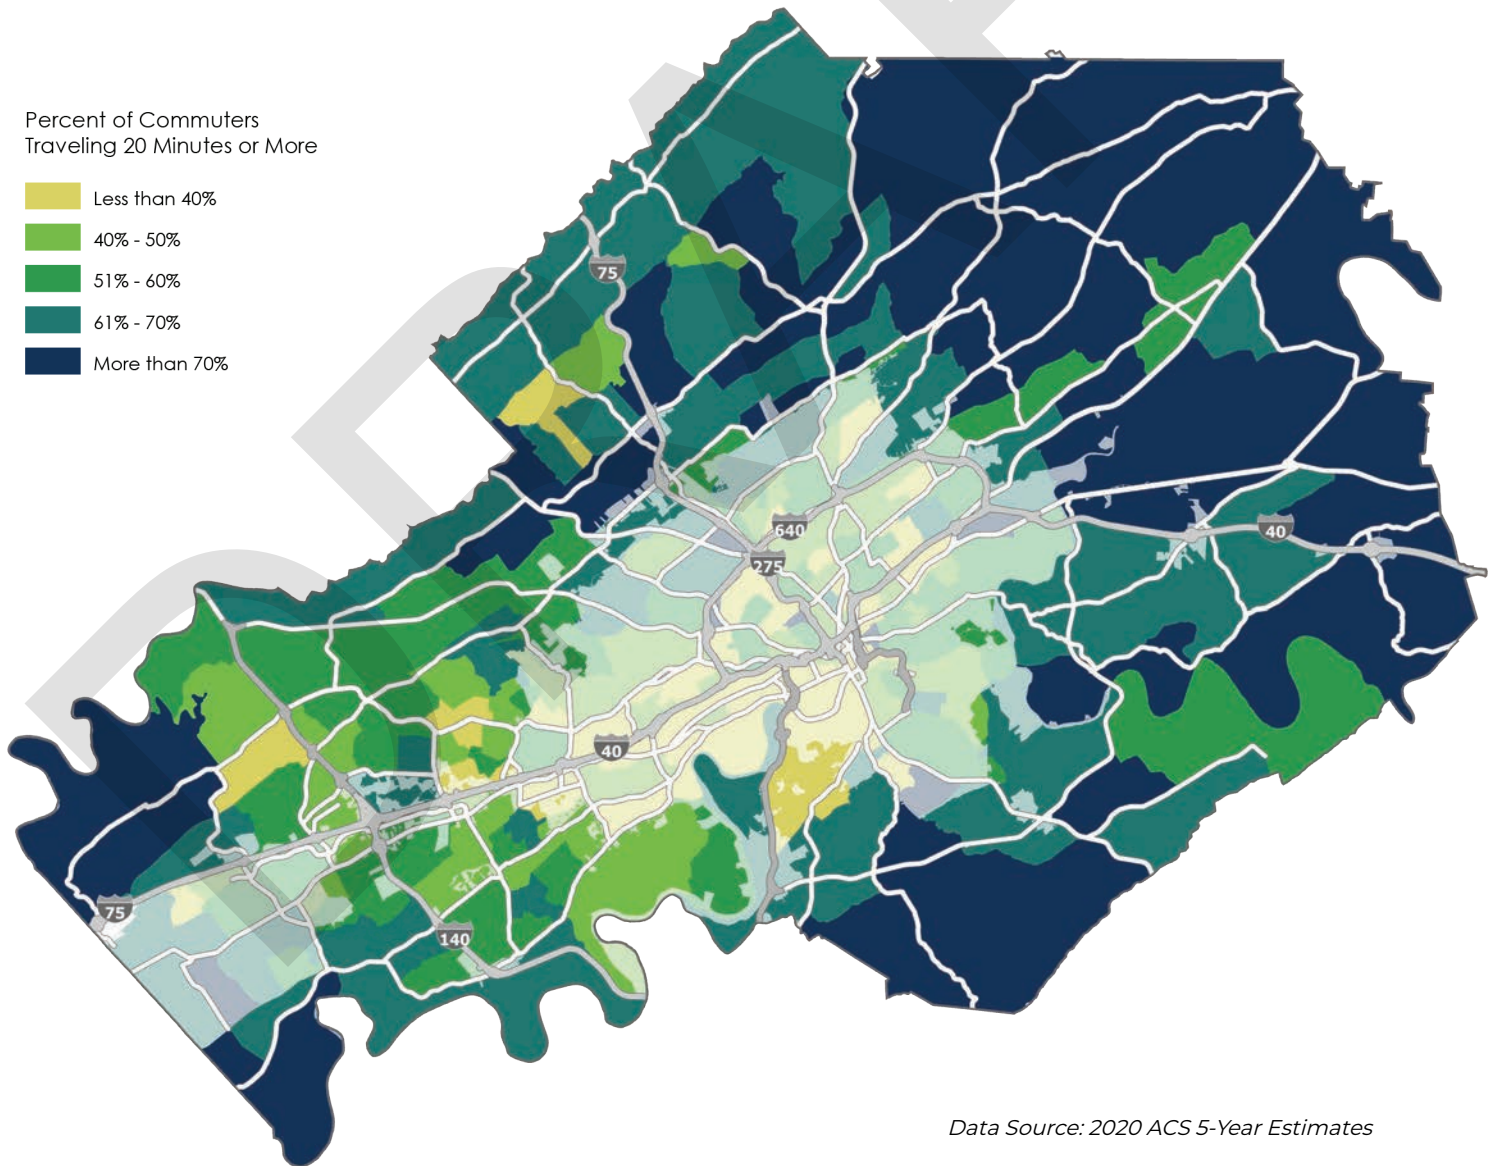 Percent of Commuters
Traveling 20 Minutes or More
Less than 40%
40% - 50%
51% - 60%
61% - 70%
More than 70%
75
640
275
40
40
75
140
Data Source: 2020 ACS 5-Year Estimates
DRAFT